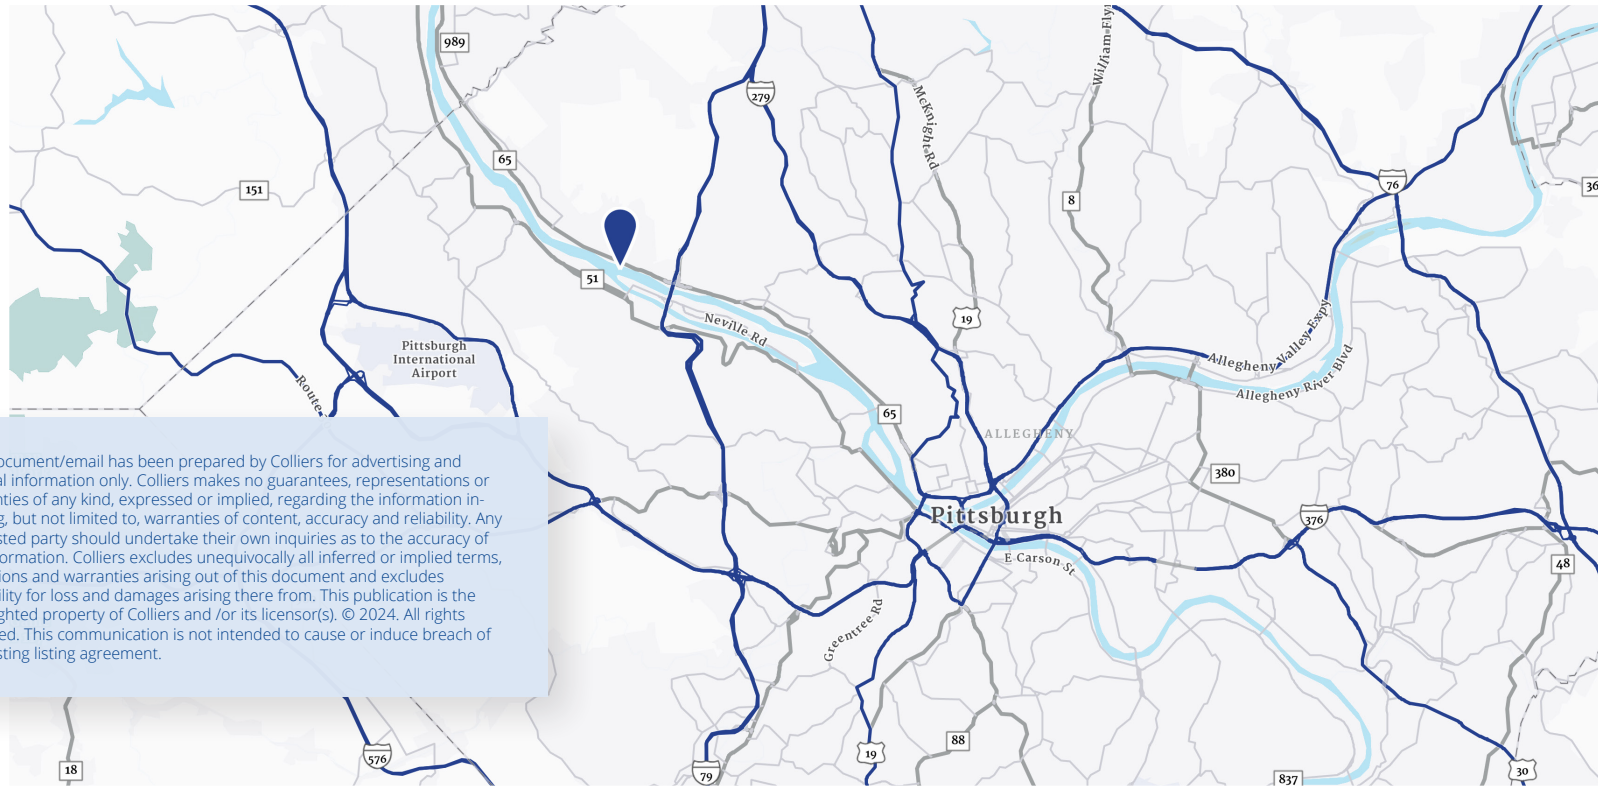 989
279
William Fly
McKnight Rd
65
151
76
36
8
51
19
Neville Rd
Pittsburgh
International
Airport
Route
Allegheny Valley Expy
Allegheny River Blvd
65
ALLEGHENY
380
ocument/email has been prepared by Colliers for advertising and
al information only. Colliers makes no guarantees, representations or
nties of any kind, expressed or implied, regarding the information in-
g, but not limited to, warranties of content, accuracy and reliability. Any
sted party should undertake their own inquiries as to the accuracy of
formation. Colliers excludes unequivocally all inferred or implied terms,
ions and warranties arising out of this document and excludes
ility for loss and damages arising there from. This publication is the
ghted property of Colliers and /or its licensor(s). © 2024. All rights
ed. This communication is not intended to cause or induce breach of
sting listing agreement.
Pittsburgh
376
E Carson St
48
Greentree Rd
18
576
79
19
88
837
30